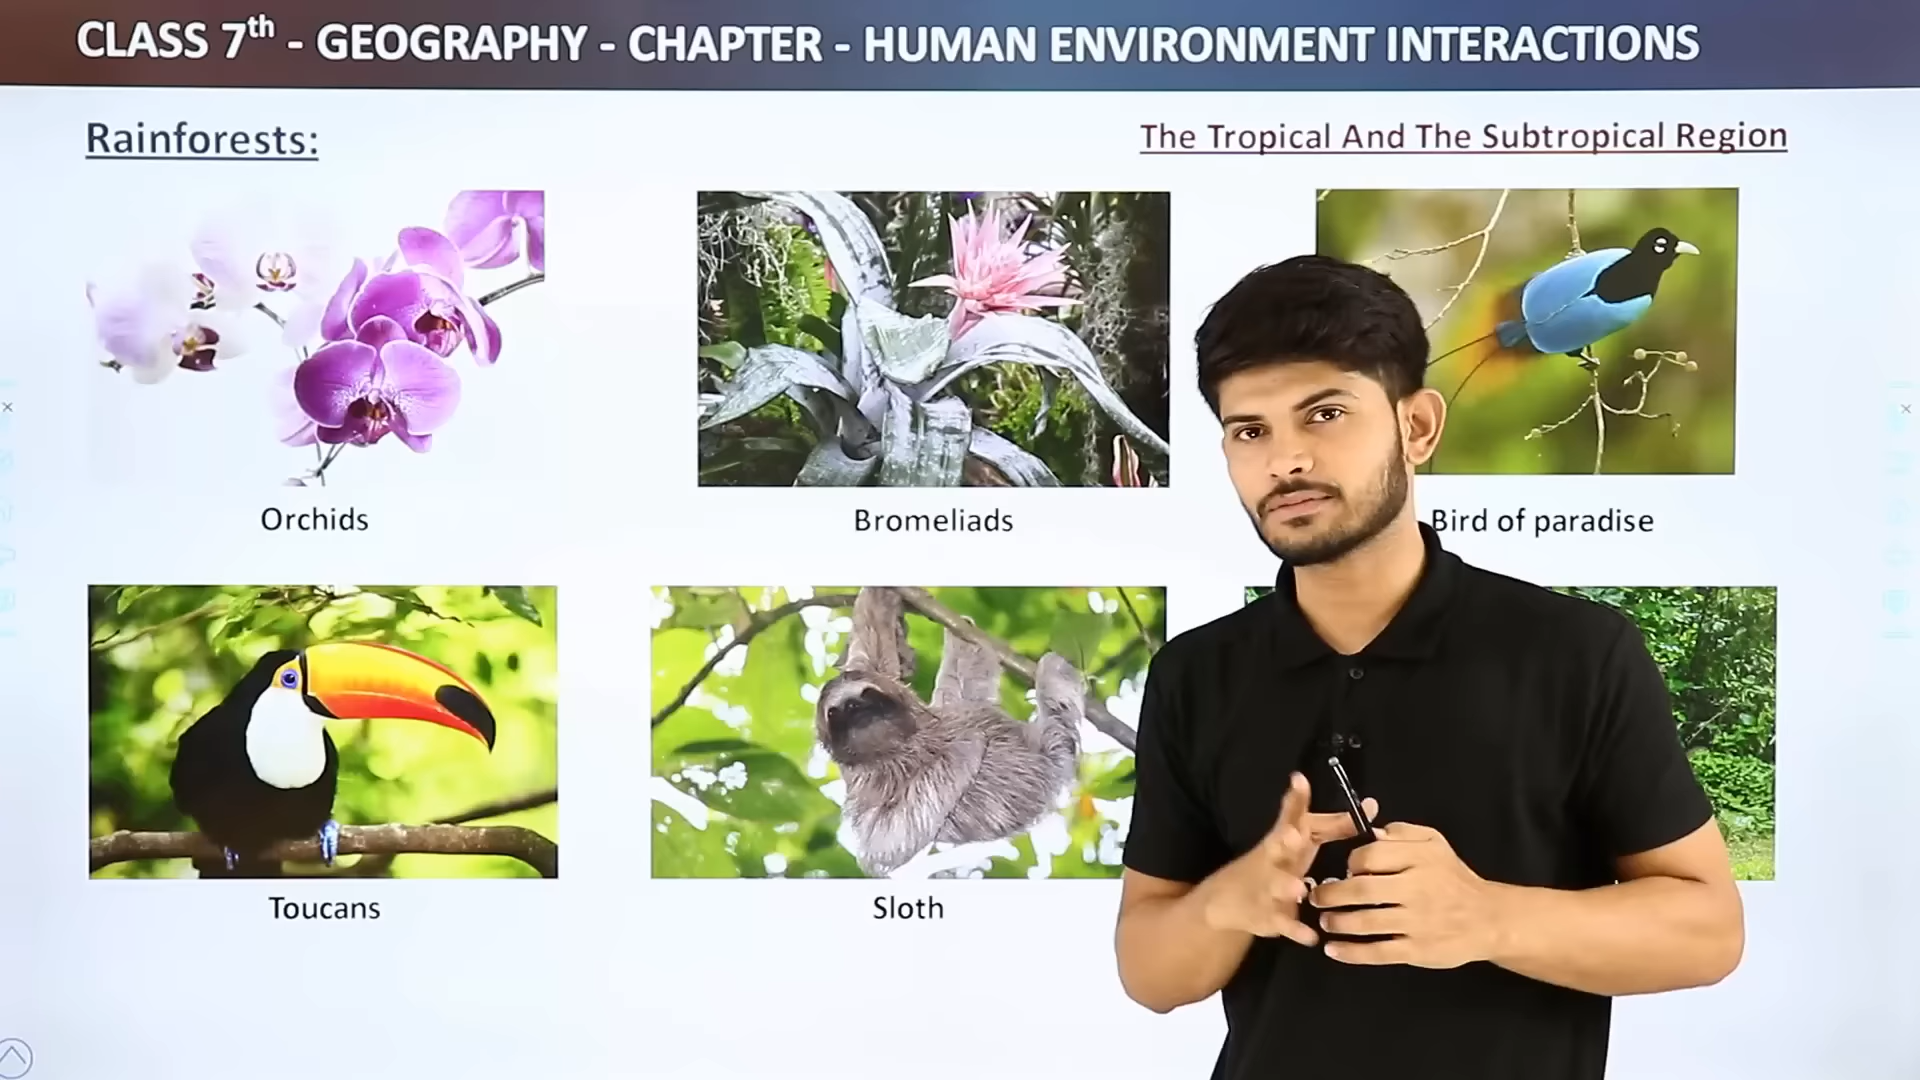 CLASS 7th - GEOGRAPHY - CHAPTER - HUMAN ENVIRONMENT INTERACTIONS
Rainforests:
The Tropical And The Subtropical Region
Orchids
Bromeliads
Bird of paradise
Toucans
Sloth